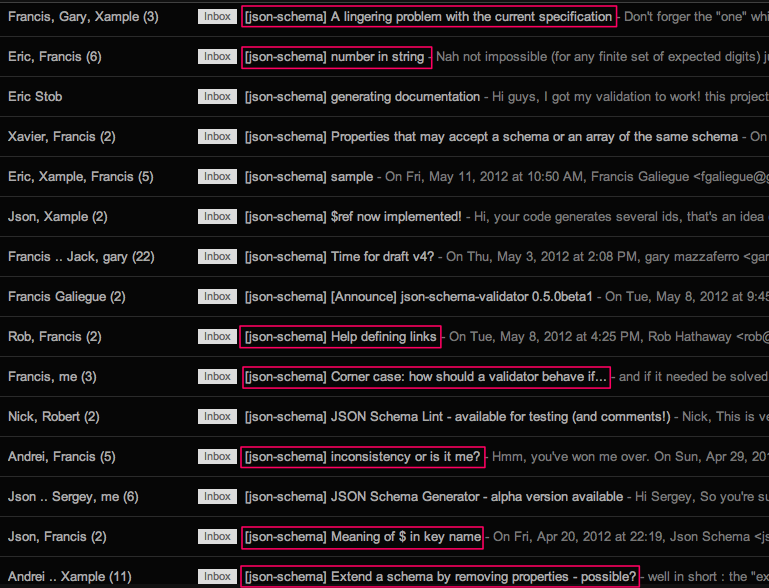 Francis, Gary, Xample (3) Inbox [json-schema] A lingering problem with the current specification - Don't forget the "one" whi
Eric, Francis (6) Inbox [json-schema] number in string - Nah not impossible (for any finite set of expected digits) j
Eric Stob Inbox [json-schema] generating documentation - Hi guys, I got my validation to work! this project
Xavier, Francis (2) Inbox [json-schema] Properties that may accept a schema or an array of the same schema - On
Eric, Xample, Francis (5) Inbox [json-schema] sample - On Fri, May 11, 2012 at 10:50 AM, Francis Galiegue <fgaliegue@g
Json, Xample (2) Inbox [json-schema] $ref now implemented! - Hi, your code generates several ids, that's an idea
Francis .. Jack, gary (22) Inbox [json-schema] Time for draft v4? - On Thu, May 3, 2012 at 2:08 PM, gary mazzaferro <gar
Francis Galiegue (2) Inbox [json-schema] [Announce] json-schema-validator 0.5.0beta1 - On Tue, May 8, 2012 at 9:45
Rob, Francis (2) Inbox [json-schema] Help defining links - On Tue, May 8, 2012 at 4:25 PM, Rob Hathaway <rob@
Francis, me (3) Inbox [json-schema] Corner case: how should a validator behave if... - and if it needed be solved
Nick, Robert (2) Inbox [json-schema] JSON Schema Lint - available for testing (and comments!) - Nick, This is ve
Andrei, Francis (5) Inbox [json-schema] inconsistency or is it me? - Hmm, you've won me over. On Sun, Apr 29, 201
Json .. Sergey, me (6) Inbox [json-schema] JSON Schema Generator - alpha version available - Hi Sergey, So you're su
Json, Francis (2) Inbox [json-schema] Meaning of $ in key name - On Fri, Apr 20, 2012 at 22:19, Json Schema <js
Andrei .. Xample (11) Inbox [json-schema] Extend a schema by removing properties - possible? - well in short : the "ex